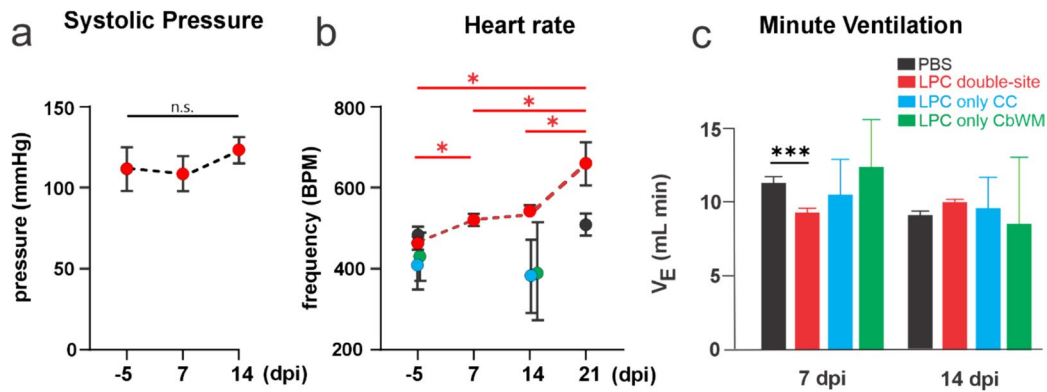 a
Systolic Pressure
pressure (mmHg)
150
n.s.
100
50
0
-5 7 14 (dpi)
b
Heart rate
frequency (BPM)
*
*
*
*
800
600
400
200
-5 7 14 21 (dpi)
c
Minute Ventilation
PBS
LPC double-site
LPC only CC
LPC only CbWM
VE (mL min)
15
***
10
5
0
7 dpi 14 dpi